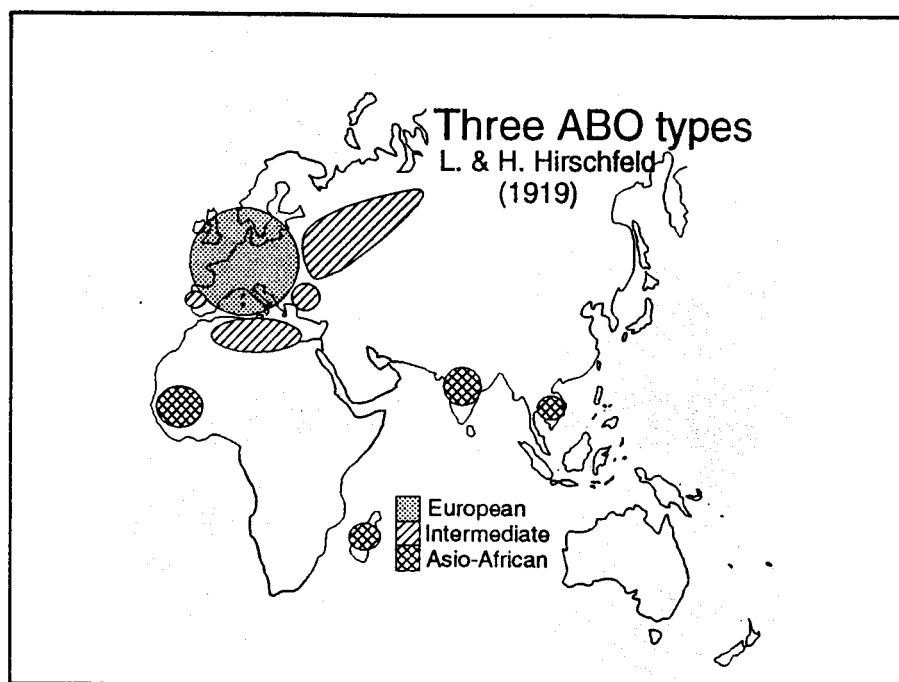 Three ABO types
L. & H. Hirschfeld
(1919)
European
Intermediate
Asio-African